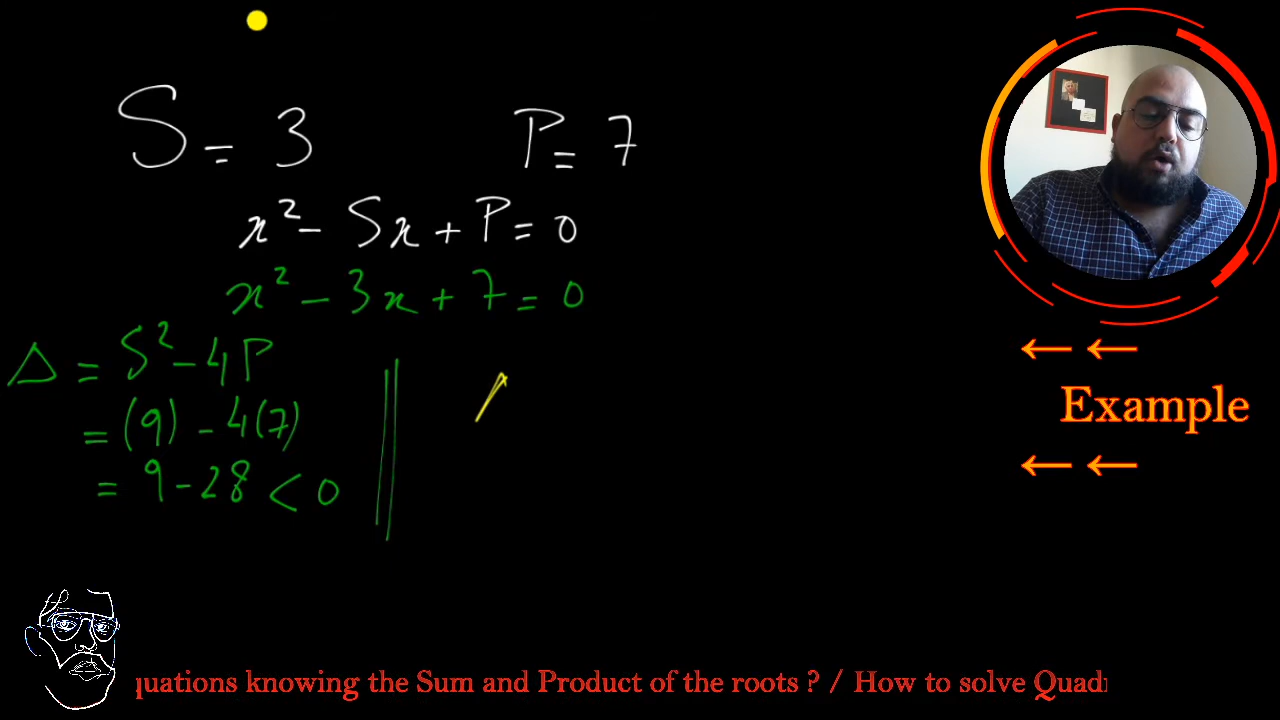 S = 3 P = 7
x² - Sx + P = 0
x² - 3x + 7 = 0
Δ = S² - 4P
= (9) - 4(7)
= 9 - 28 < 0
← ←
Example
← ←
quations knowing the Sum and Product of the roots ? / How to solve Quad